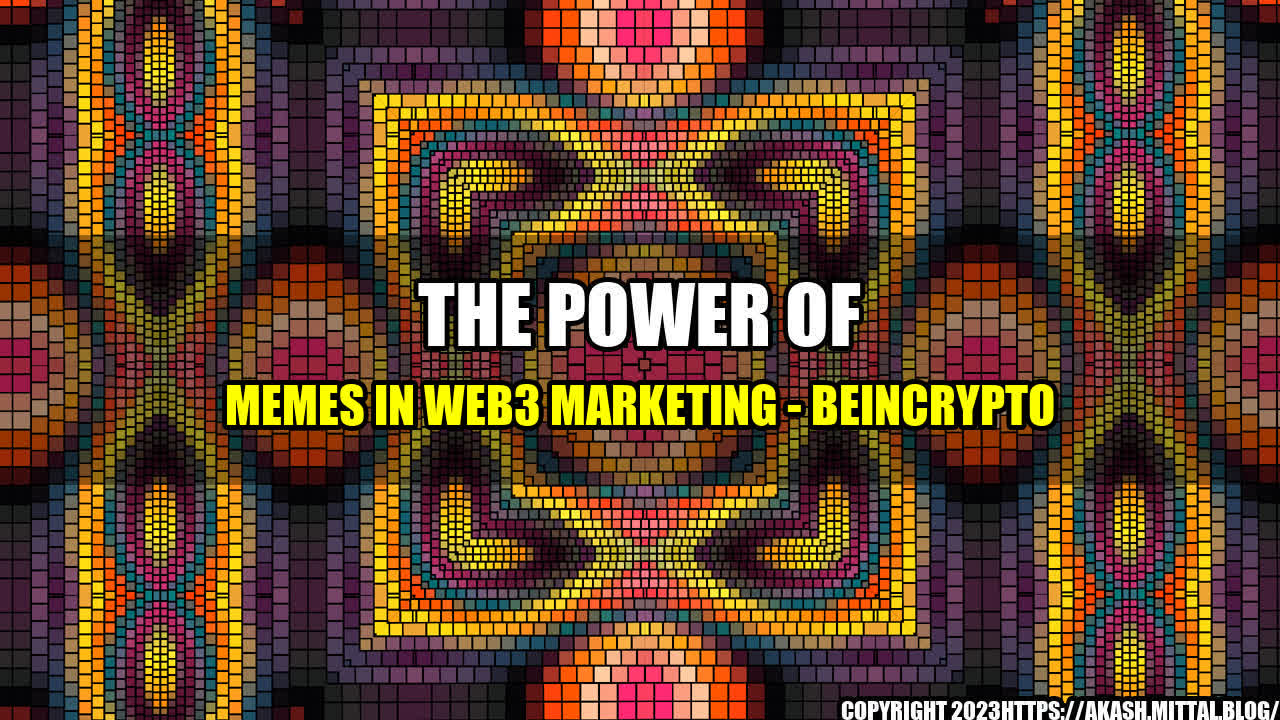 THE POWER OF
MEMES IN WEB3 MARKETING - BEINCRYPTO
COPYRIGHT 2023HTTPS://AKASH.MITTAL.BLOG/